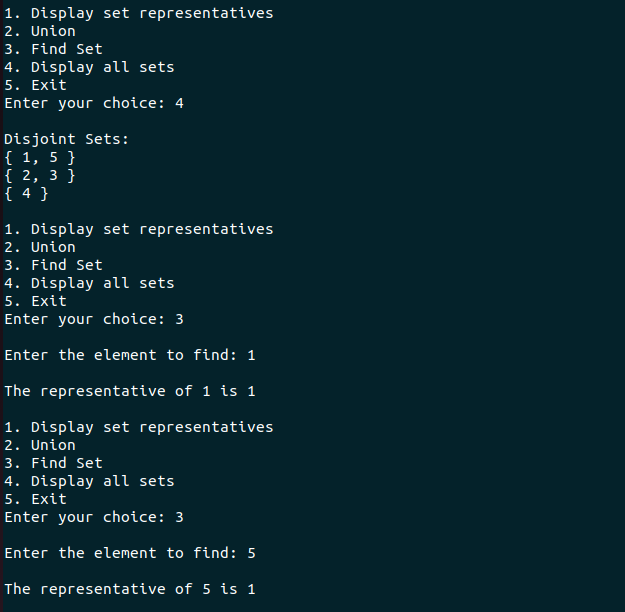 1. Display set representatives
2. Union
3. Find Set
4. Display all sets
5. Exit
Enter your choice: 4
Disjoint Sets:
{ 1, 5 }
{ 2, 3 }
{ 4 }
1. Display set representatives
2. Union
3. Find Set
4. Display all sets
5. Exit
Enter your choice: 3
Enter the element to find: 1
The representative of 1 is 1
1. Display set representatives
2. Union
3. Find Set
4. Display all sets
5. Exit
Enter your choice: 3
Enter the element to find: 5
The representative of 5 is 1